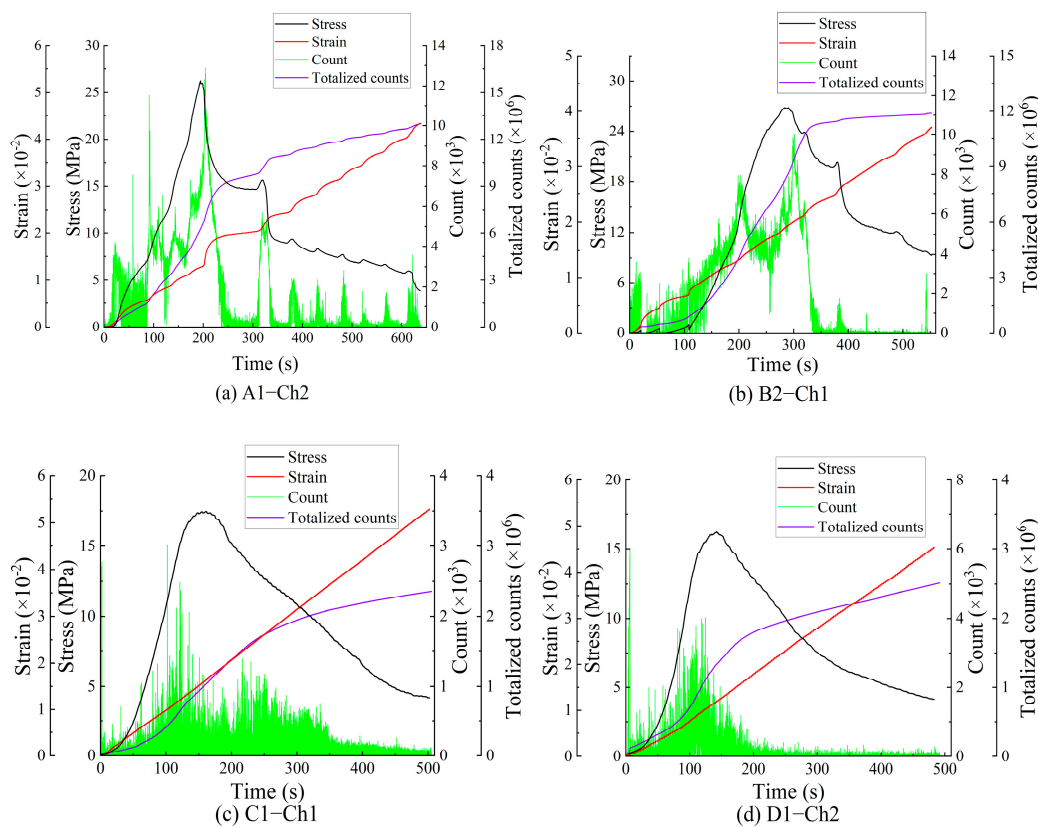 Stress
Strain
Count
Totalized counts
6
5
4
3
2
1
0
Strain (×10-2)
30
25
20
15
10
5
0
Stress (MPa)
14
12
10
8
6
4
2
0
Count (×103)
18
15
12
9
6
3
0
Totalized counts (×106)
0 100 200 300 400 500 600
Time (s)
(a) A1−Ch2
Stress
Strain
Count
Totalized counts
5
4
3
2
1
0
Strain (×10-2)
30
24
18
12
6
0
Stress (MPa)
14
12
10
8
6
4
2
0
Count (×103)
15
12
9
6
3
0
Totalized counts (×106)
0 100 200 300 400 500
Time (s)
(b) B2−Ch1
Stress
Strain
Count
Totalized counts
6
5
4
3
2
1
0
Strain (×10-2)
20
15
10
5
0
Stress (MPa)
4
3
2
1
0
Count (×103)
4
3
2
1
0
Totalized counts (×106)
0 100 200 300 400 500
Time (s)
(c) C1−Ch1
Stress
Strain
Count
Totalized counts
6
5
4
3
2
1
0
Strain (×10-2)
20
15
10
5
0
Stress (MPa)
8
6
4
2
0
Count (×103)
4
3
2
1
0
Totalized counts (×106)
0 100 200 300 400 500
Time (s)
(d) D1−Ch2